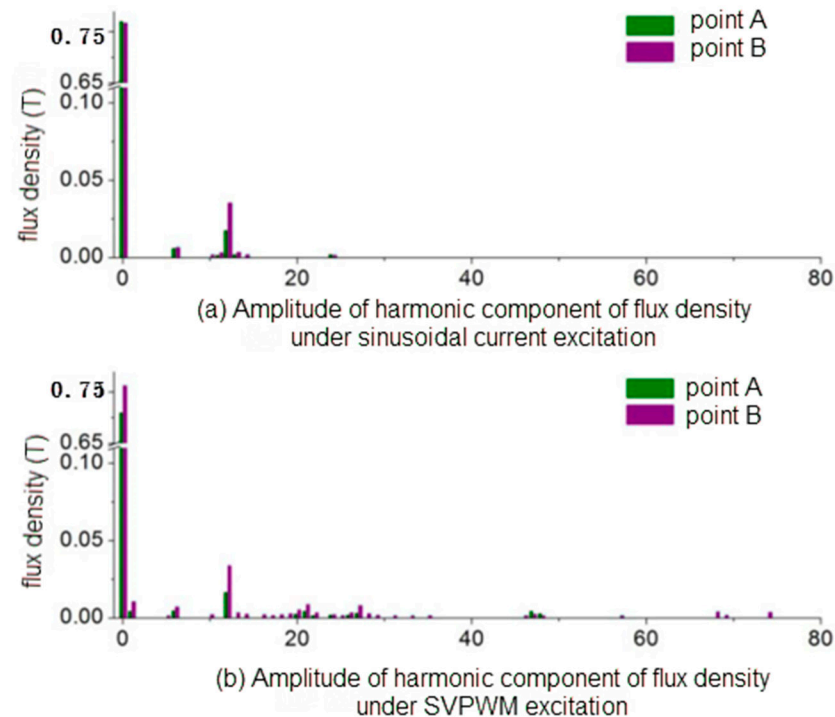 point A
point B
0.75
0.65
0.10
0.05
0.00
flux density (T)
0 20 40 60 80
(a) Amplitude of harmonic component of flux density
under sinusoidal current excitation
point A
point B
0.75
0.65
0.10
0.05
0.00
flux density (T)
0 20 40 60 80
(b) Amplitude of harmonic component of flux density
under SVPWM excitation